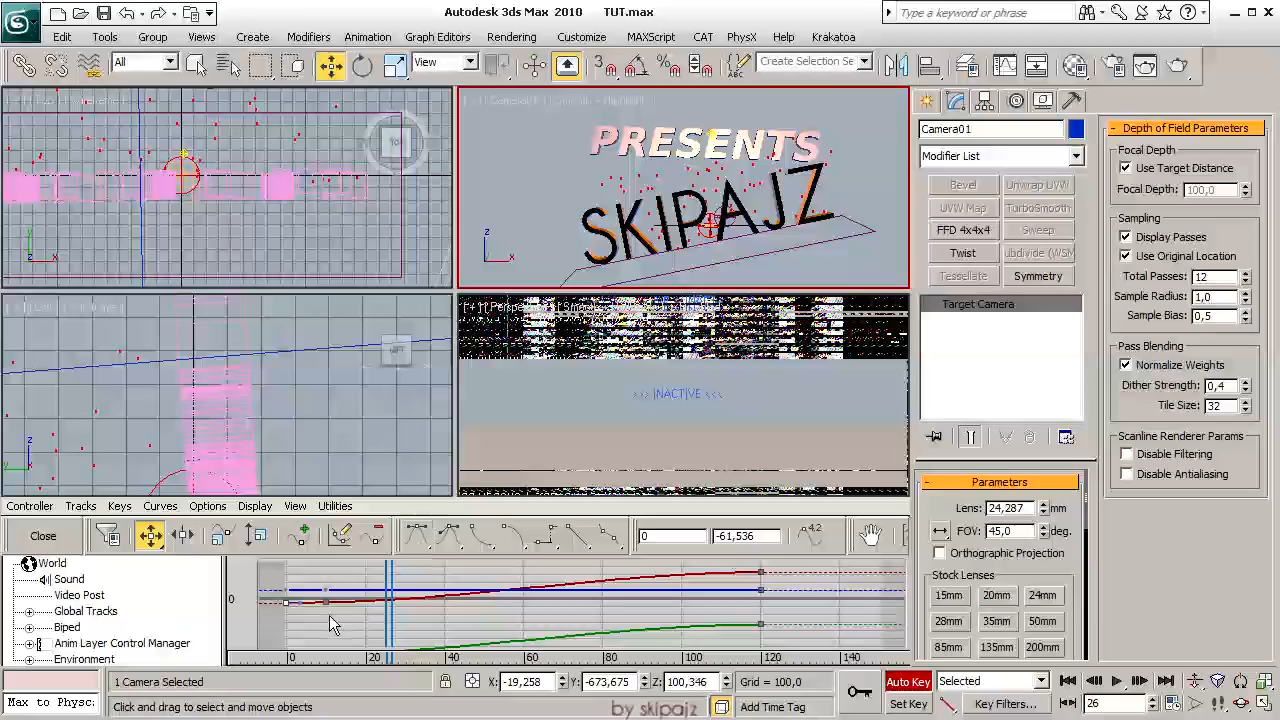 Autodesk 3ds Max 2010 TUT.max
Type a keyword or phrase
Edit Tools Group Views Create Modifiers Animation Graph Editors Rendering Customize MAXScript CAT PhysX Help Krakatoa
All View Create Selection Se
Camera01
Modifier List
Bevel Unwrap UVW
UVW Map TurboSmooth
FFD 4x4x4 Sweep
Twist ubdivide (WSM
Tessellate Symmetry
Target Camera
Depth of Field Parameters
Focal Depth
Use Target Distance
Focal Depth: 100,0
Sampling
Display Passes
Use Original Location
Total Passes: 12
Sample Radius: 1,0
Sample Bias: 0,5
Pass Blending
Normalize Weights
Dither Strength: 0,4
Tile Size: 32
Scanline Renderer Params
Disable Filtering
Disable Antialiasing
TOP
PRESENTS
SKIPAJZ
>>> INACTIVE <<<
Controller Tracks Keys Curves Options Display View Utilities
Close 0 -61,536
World
Sound
Video Post
Global Tracks
Biped
Anim Layer Control Manager
Environment
0
0 20 40 60 80 100 120 140
Parameters
Lens: 24,287 mm
FOV: 45,0 deg.
Orthographic Projection
Stock Lenses
15mm 20mm 24mm
28mm 35mm 50mm
85mm 135mm 200mm
1 Camera Selected X: -19,258 Y: -673,675 Z: 100,346 Grid = 100,0
Auto Key Selected
Max to Physc. Click and drag to select and move objects
by skipajz
Add Time Tag
Set Key Key Filters... 26